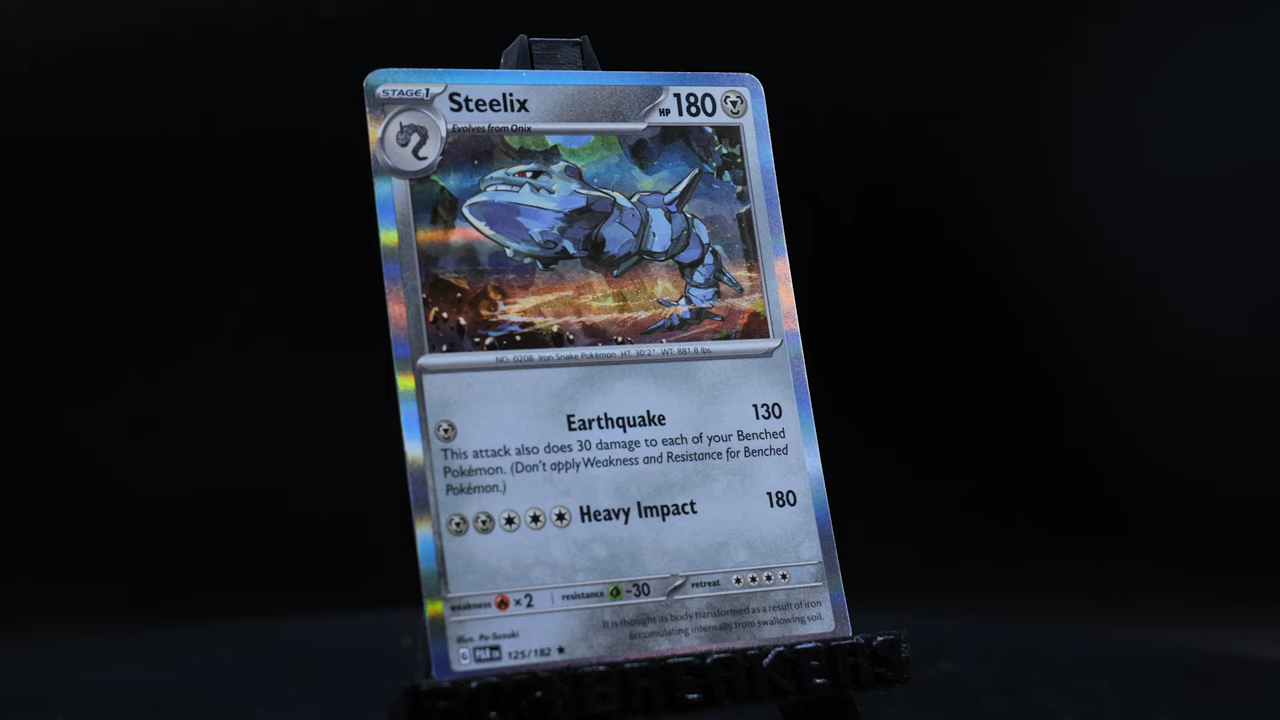 STAGE1
Steelix
HP 180
Evolves from Onix
NO. 0208 Iron Snake Pokémon HT: 30'2" WT: 881.8 lbs
Earthquake 130
This attack also does 30 damage to each of your Benched
Pokémon. (Don't apply Weakness and Resistance for Benched
Pokémon.)
Heavy Impact 180
weakness ×2 resistance -30 retreat
It is thought its body transformed as a result of iron
accumulating internally from swallowing soil.
Illus. Po-Suzuki
G PAR EN 125/182
BREAKERS